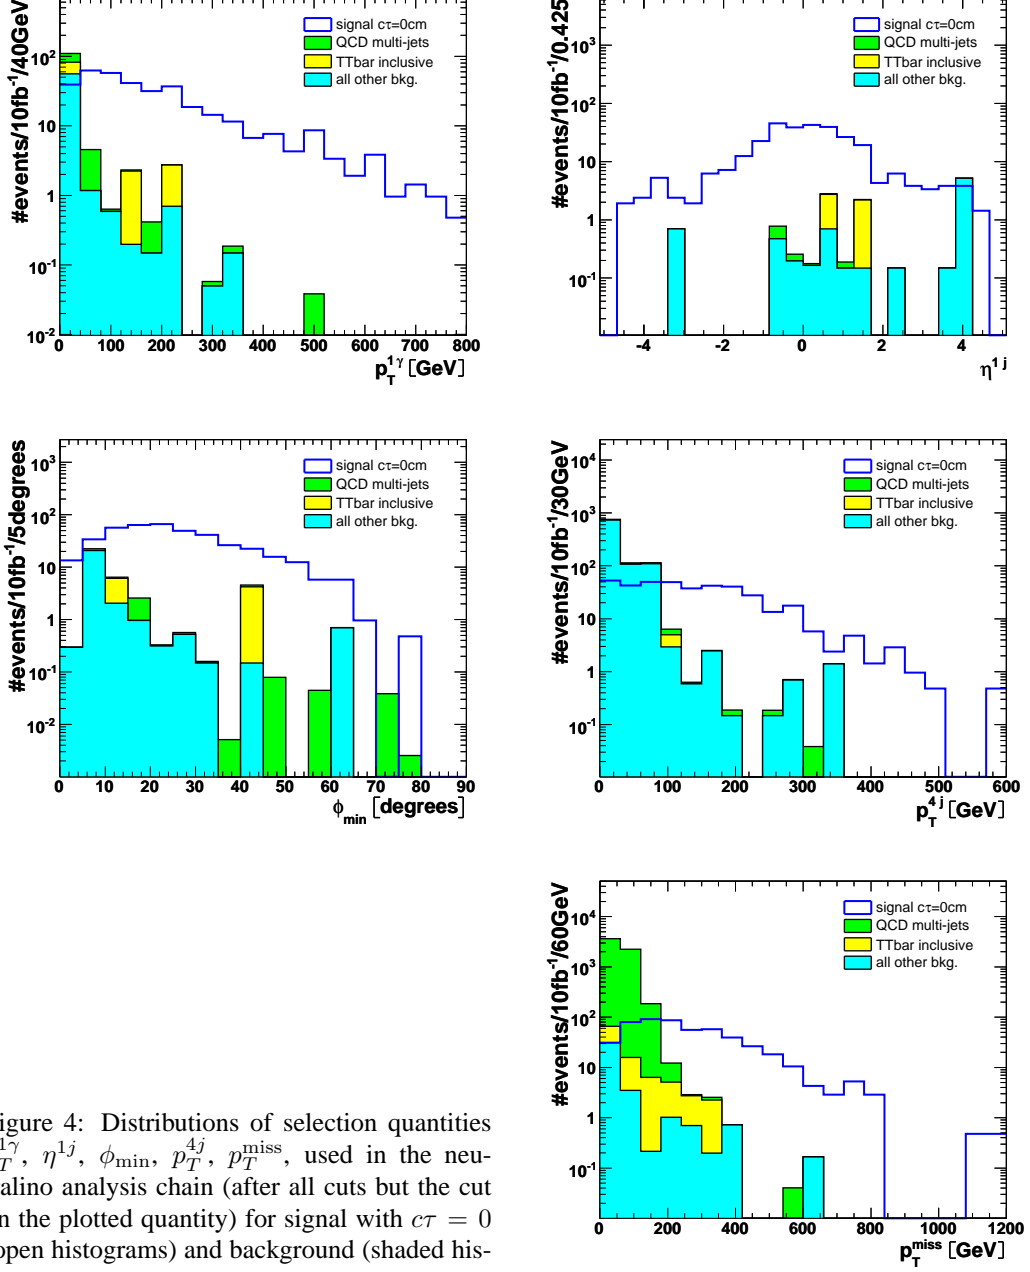 #events/10fb⁻¹/40GeV
signal cτ=0cm
QCD multi-jets
TTbar inclusive
all other bkg.
10²
10
1
10⁻¹
10⁻²
0 100 200 300 400 500 600 700 800
p_T^{1 γ} [GeV]
#events/10fb⁻¹/0.425
signal cτ=0cm
QCD multi-jets
TTbar inclusive
all other bkg.
10³
10²
10
1
10⁻¹
-4 -2 0 2 4
η^{1 j}
#events/10fb⁻¹/5degrees
signal cτ=0cm
QCD multi-jets
TTbar inclusive
all other bkg.
10³
10²
10
1
10⁻¹
10⁻²
0 10 20 30 40 50 60 70 80 90
ϕ_min [degrees]
#events/10fb⁻¹/30GeV
signal cτ=0cm
QCD multi-jets
TTbar inclusive
all other bkg.
10⁴
10³
10²
10
1
10⁻¹
0 100 200 300 400 500 600
p_T^{4 j} [GeV]
#events/10fb⁻¹/60GeV
signal cτ=0cm
QCD multi-jets
TTbar inclusive
all other bkg.
10⁴
10³
10²
10
1
10⁻¹
0 200 400 600 800 1000 1200
p_T^{miss} [GeV]
igure 4: Distributions of selection quantities
_T^{1γ}, η^{1j}, ϕ_min, p_T^{4j}, p_T^{miss}, used in the neu-
alino analysis chain (after all cuts but the cut
n the plotted quantity) for signal with cτ = 0
open histograms) and background (shaded his-